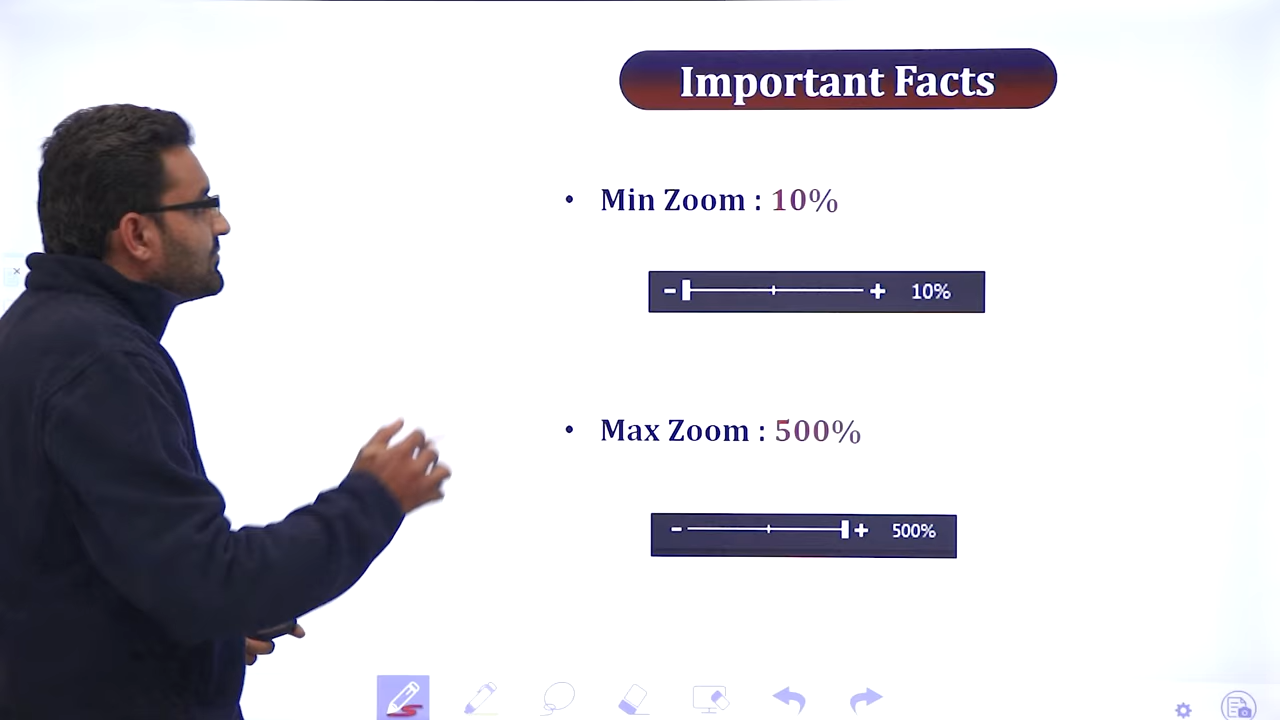 Important Facts
• Min Zoom : 10%
- + 10%
• Max Zoom : 500%
- + 500%